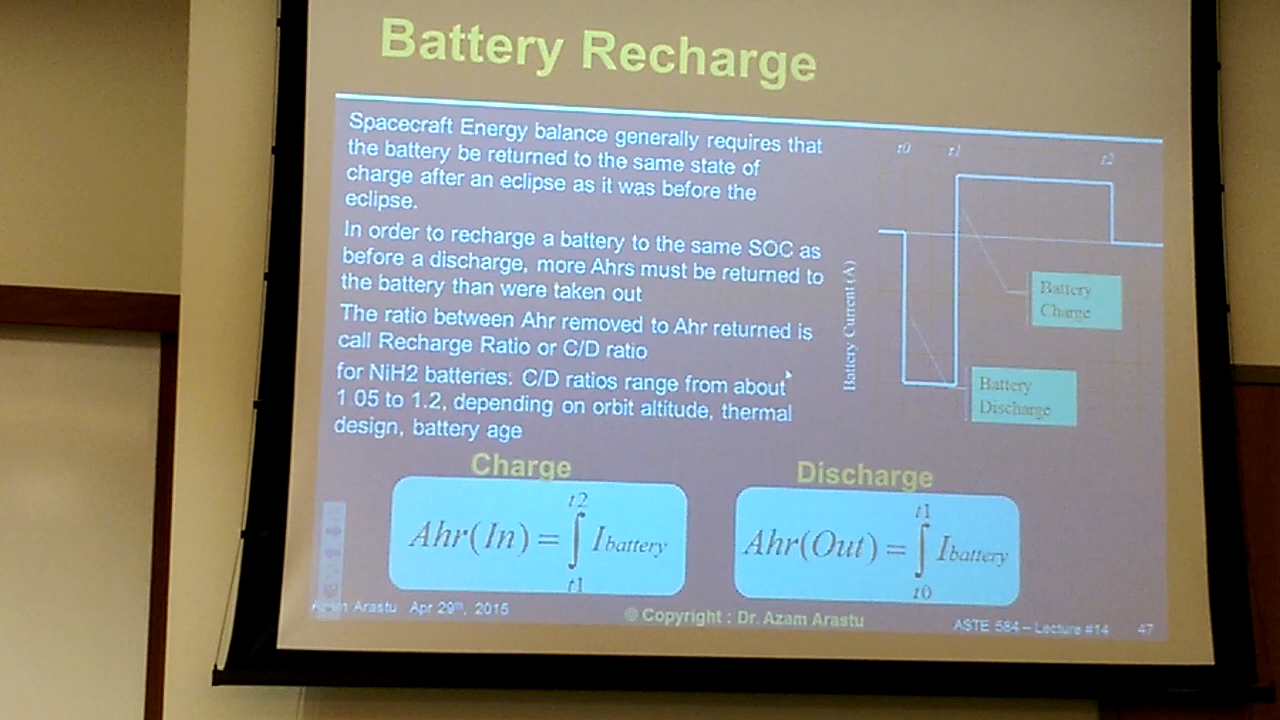 Battery Recharge
Spacecraft Energy balance generally requires that
the battery be returned to the same state of
charge after an eclipse as it was before the
eclipse.
In order to recharge a battery to the same SOC as
before a discharge, more Ahrs must be returned to
the battery than were taken out
The ratio between Ahr removed to Ahr returned is
call Recharge Ratio or C/D ratio
for NiH2 batteries: C/D ratios range from about
1.05 to 1.2, depending on orbit altitude, thermal
design, battery age
t0 t1 t2
Battery Current (A)
Battery
Charge
Battery
Discharge
Charge
Ahr(In) = ∫ t1 t2 Ibattery
Discharge
Ahr(Out) = ∫ t0 t1 Ibattery
Azam Arastu Apr 29th, 2015
© Copyright : Dr. Azam Arastu
ASTE 584 – Lecture #14 47